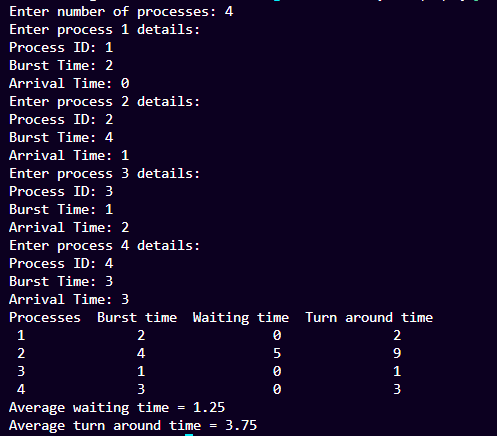 Enter number of processes: 4
Enter process 1 details:
Process ID: 1
Burst Time: 2
Arrival Time: 0
Enter process 2 details:
Process ID: 2
Burst Time: 4
Arrival Time: 1
Enter process 3 details:
Process ID: 3
Burst Time: 1
Arrival Time: 2
Enter process 4 details:
Process ID: 4
Burst Time: 3
Arrival Time: 3
Processes  Burst time  Waiting time  Turn around time
1 2 0 2
2 4 5 9
3 1 0 1
4 3 0 3
Average waiting time = 1.25
Average turn around time = 3.75